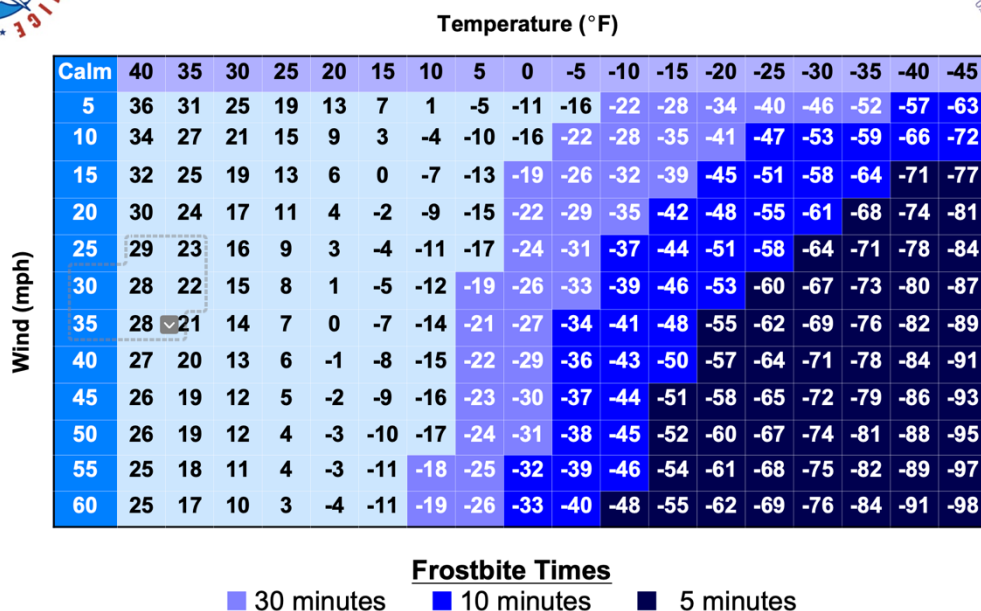 ICE
Temperature (°F)
Calm 40 35 30 25 20 15 10 5 0 -5 -10 -15 -20 -25 -30 -35 -40 -45
5 36 31 25 19 13 7 1 -5 -11 -16 -22 -28 -34 -40 -46 -52 -57 -63
10 34 27 21 15 9 3 -4 -10 -16 -22 -28 -35 -41 -47 -53 -59 -66 -72
15 32 25 19 13 6 0 -7 -13 -19 -26 -32 -39 -45 -51 -58 -64 -71 -77
20 30 24 17 11 4 -2 -9 -15 -22 -29 -35 -42 -48 -55 -61 -68 -74 -81
25 29 23 16 9 3 -4 -11 -17 -24 -31 -37 -44 -51 -58 -64 -71 -78 -84
30 28 22 15 8 1 -5 -12 -19 -26 -33 -39 -46 -53 -60 -67 -73 -80 -87
35 28 21 14 7 0 -7 -14 -21 -27 -34 -41 -48 -55 -62 -69 -76 -82 -89
40 27 20 13 6 -1 -8 -15 -22 -29 -36 -43 -50 -57 -64 -71 -78 -84 -91
45 26 19 12 5 -2 -9 -16 -23 -30 -37 -44 -51 -58 -65 -72 -79 -86 -93
50 26 19 12 4 -3 -10 -17 -24 -31 -38 -45 -52 -60 -67 -74 -81 -88 -95
55 25 18 11 4 -3 -11 -18 -25 -32 -39 -46 -54 -61 -68 -75 -82 -89 -97
60 25 17 10 3 -4 -11 -19 -26 -33 -40 -48 -55 -62 -69 -76 -84 -91 -98
Wind (mph)
Frostbite Times
30 minutes 10 minutes 5 minutes